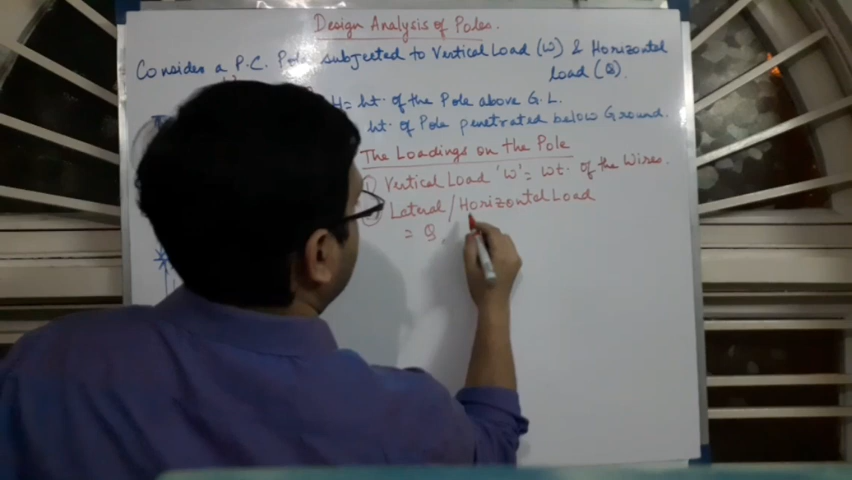 Design Analysis of Poles.
Consider a P.C. Pole subjected to Vertical Load (W) & Horizontal
load (Q).
H = ht. of the Pole above G.L.
ht. of Pole penetrated below Ground.
The Loadings on the Pole
① Vertical Load 'W' = wt. of the Wires.
Lateral/Horizontal Load
= Q,